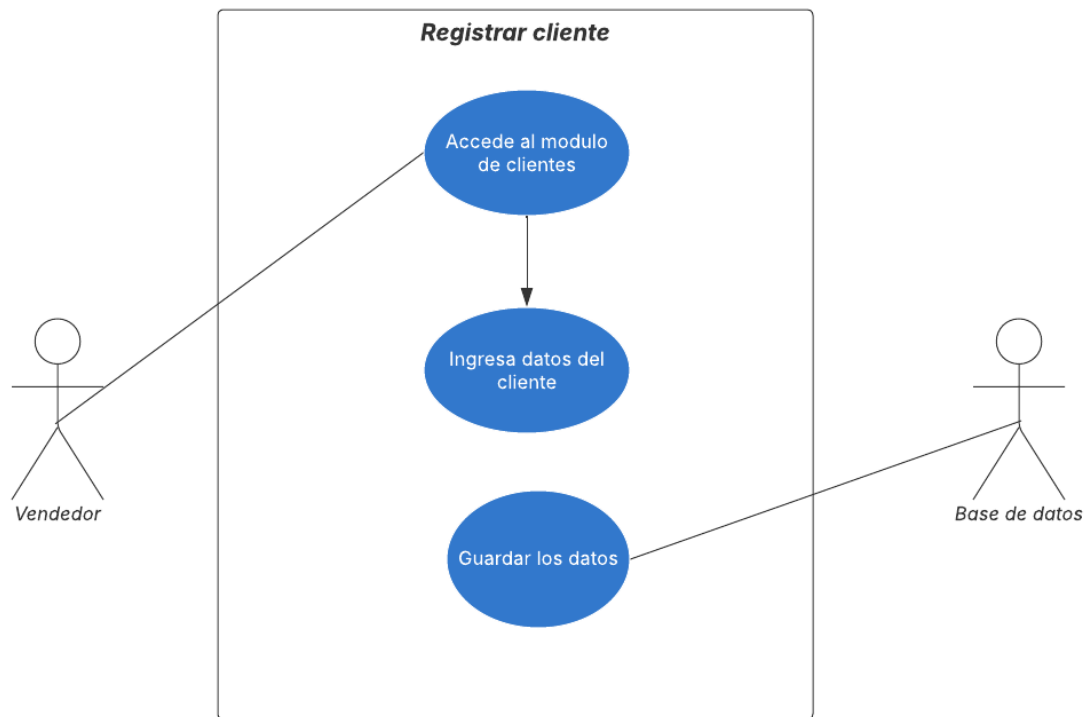 Registrar cliente
Accede al modulo
de clientes
Ingresa datos del
cliente
Vendedor
Base de datos
Guardar los datos